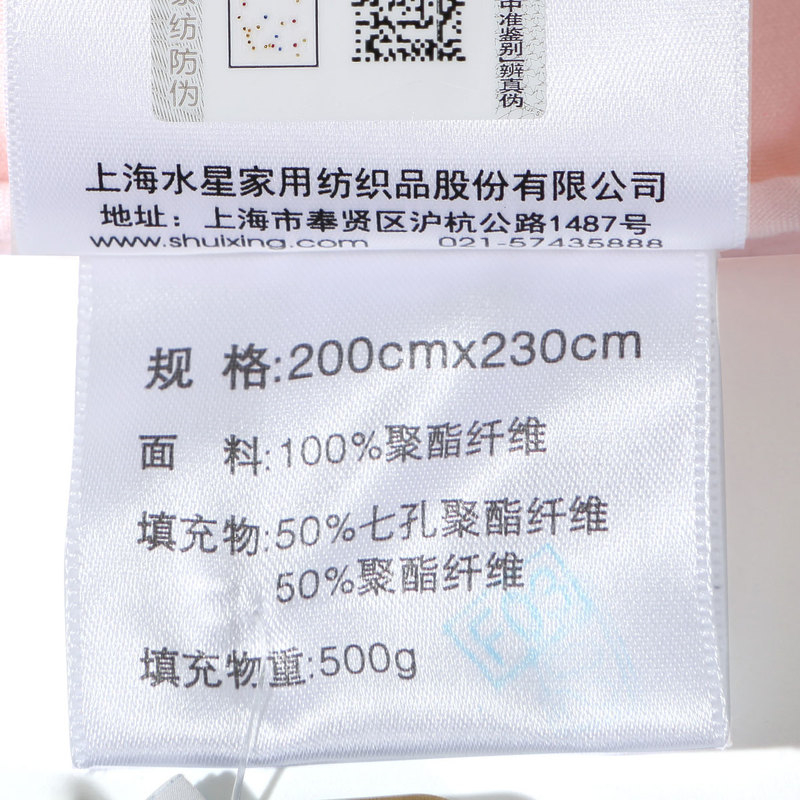 家纺防伪
中准鉴别 辨真伪
上海水星家用纺织品股份有限公司
地址：上海市奉贤区沪杭公路1487号
www.shuixing.com 021-57435888
规 格:200cmx230cm
面 料:100%聚酯纤维
填充物:50%七孔聚酯纤维
50%聚酯纤维
填充物重:500g
F03